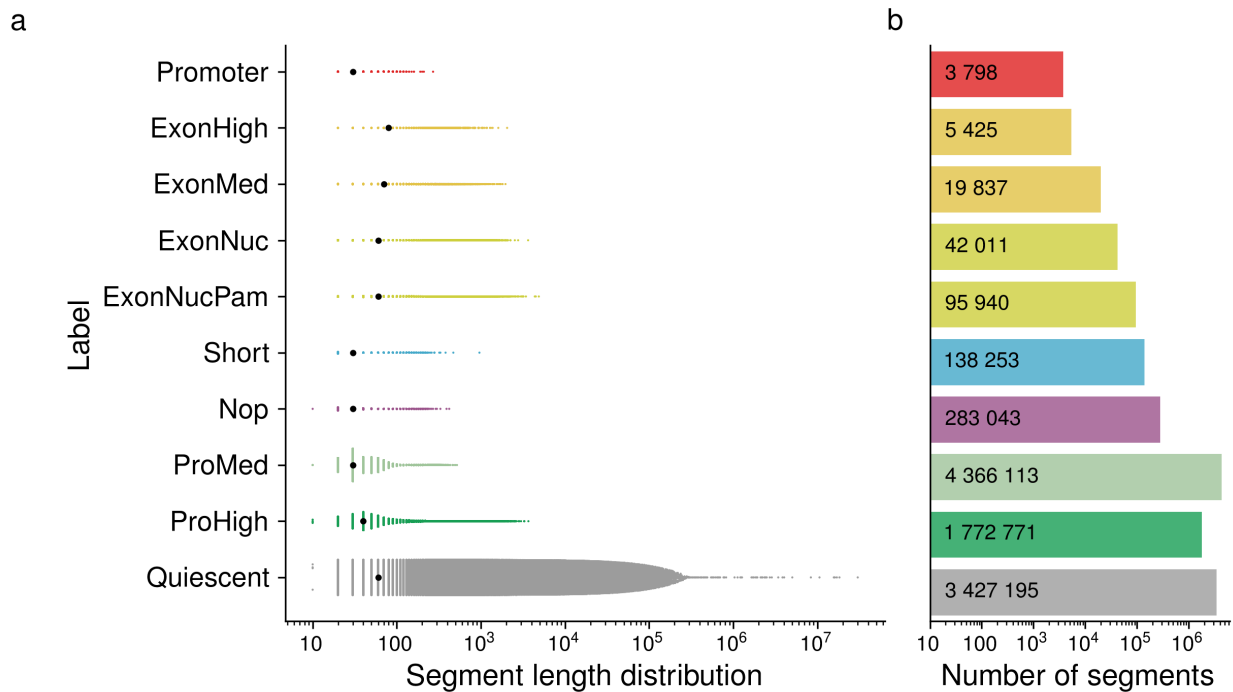 a
b
Promoter
ExonHigh
ExonMed
ExonNuc
ExonNucPam
Short
Nop
ProMed
ProHigh
Quiescent
Label
10 100 10³ 10⁴ 10⁵ 10⁶ 10⁷
Segment length distribution
3 798
5 425
19 837
42 011
95 940
138 253
283 043
4 366 113
1 772 771
3 427 195
10 100 10³ 10⁴ 10⁵ 10⁶
Number of segments